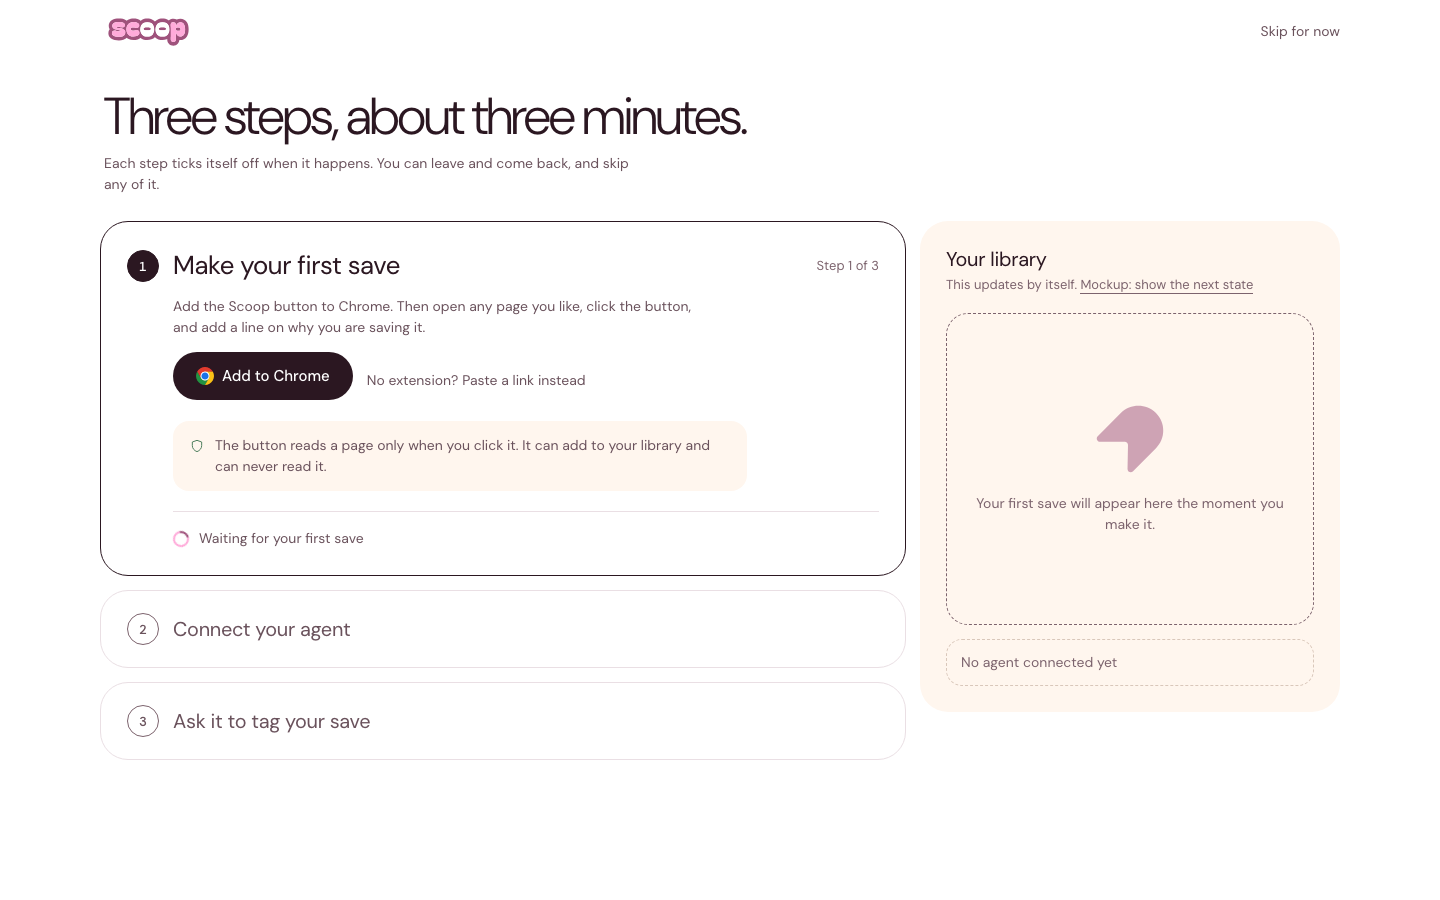 scoop
Skip for now
Three steps, about three minutes.
Each step ticks itself off when it happens. You can leave and come back, and skip
any of it.
1
Make your first save
Step 1 of 3
Add the Scoop button to Chrome. Then open any page you like, click the button,
and add a line on why you are saving it.
Add to Chrome
No extension? Paste a link instead
The button reads a page only when you click it. It can add to your library and
can never read it.
Waiting for your first save
2
Connect your agent
3
Ask it to tag your save
Your library
This updates by itself. Mockup: show the next state
Your first save will appear here the moment you
make it.
No agent connected yet